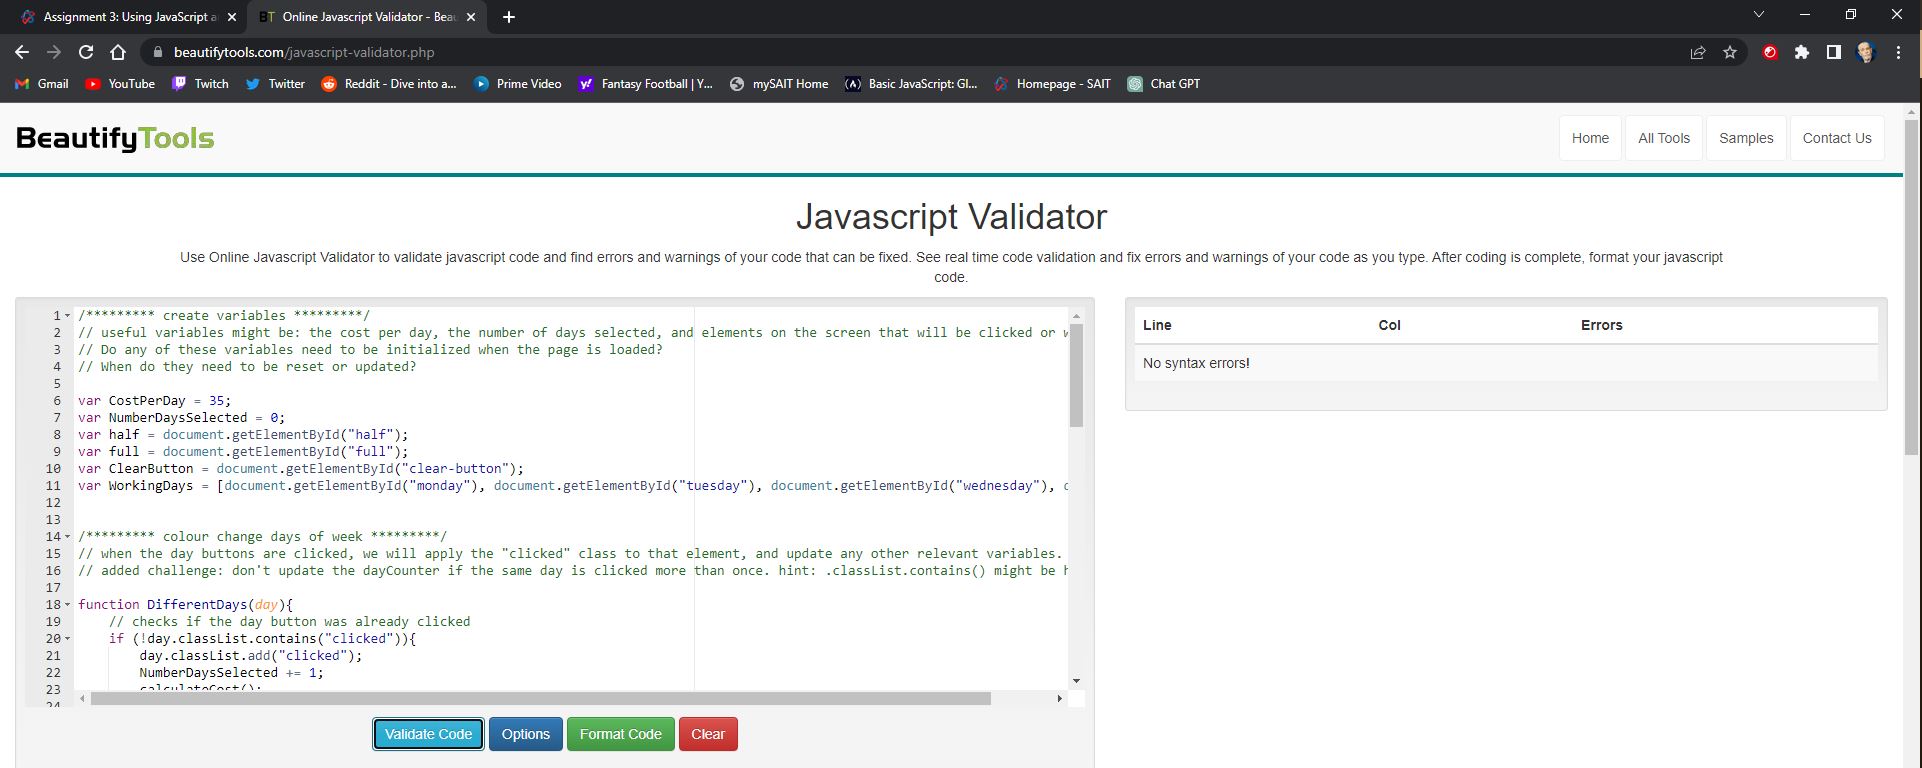 Assignment 3: Using JavaScript a
BT Online Javascript Validator - Beau
beautifytools.com/javascript-validator.php
Gmail YouTube Twitch Twitter Reddit - Dive into a... Prime Video Fantasy Football | Y... mySAIT Home Basic JavaScript: Gl... Homepage - SAIT Chat GPT
BeautifyTools
Home All Tools Samples Contact Us
Javascript Validator
Use Online Javascript Validator to validate javascript code and find errors and warnings of your code that can be fixed. See real time code validation and fix errors and warnings of your code as you type. After coding is complete, format your javascript
code.
1 /********* create variables *********/
2 // useful variables might be: the cost per day, the number of days selected, and elements on the screen that will be clicked or
3 // Do any of these variables need to be initialized when the page is loaded?
4 // When do they need to be reset or updated?
5
6 var CostPerDay = 35;
7 var NumberDaysSelected = 0;
8 var half = document.getElementById("half");
9 var full = document.getElementById("full");
10 var ClearButton = document.getElementById("clear-button");
11 var WorkingDays = [document.getElementById("monday"), document.getElementById("tuesday"), document.getElementById("wednesday"),
12
13
14 /********* colour change days of week *********/
15 // when the day buttons are clicked, we will apply the "clicked" class to that element, and update any other relevant variables.
16 // added challenge: don't update the dayCounter if the same day is clicked more than once. hint: .classList.contains() might be
17
18 function DifferentDays(day){
19 // checks if the day button was already clicked
20 if (!day.classList.contains("clicked")){
21 day.classList.add("clicked");
22 NumberDaysSelected += 1;
23 calculateCost();
24
Validate Code Options Format Code Clear
Line Col Errors
No syntax errors!